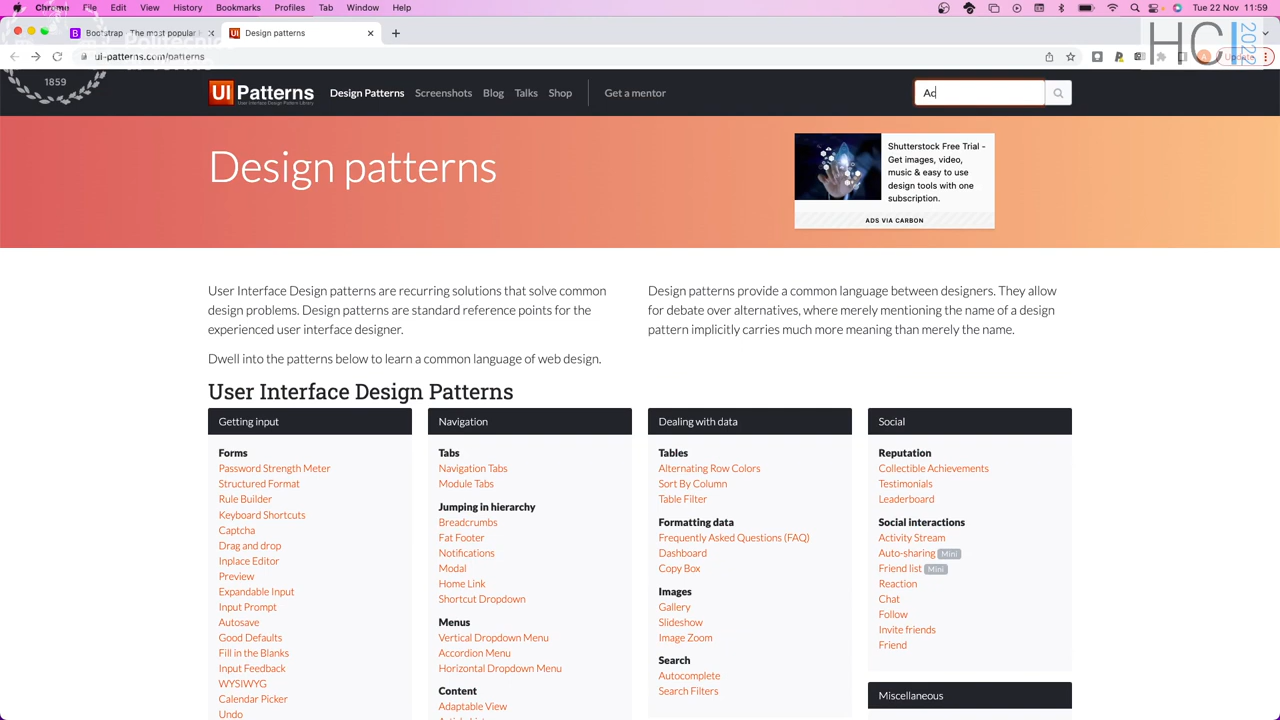 Chrome File Edit View History Bookmarks Profiles Tab Window Help
Tue 22 Nov 11:59
Bootstrap · The most popular
Design patterns
ui-patterns.com/patterns
Update
HCI 2022
1859
UI Patterns
User Interface Design Pattern Library
Design Patterns Screenshots Blog Talks Shop Get a mentor
Ac
Design patterns
Shutterstock Free Trial -
Get images, video,
music & easy to use
design tools with one
subscription.
ADS VIA CARBON
User Interface Design patterns are recurring solutions that solve common
design problems. Design patterns are standard reference points for the
experienced user interface designer.
Dwell into the patterns below to learn a common language of web design.
Design patterns provide a common language between designers. They allow
for debate over alternatives, where merely mentioning the name of a design
pattern implicitly carries much more meaning than merely the name.
User Interface Design Patterns
Getting input
Forms
Password Strength Meter
Structured Format
Rule Builder
Keyboard Shortcuts
Captcha
Drag and drop
Inplace Editor
Preview
Expandable Input
Input Prompt
Autosave
Good Defaults
Fill in the Blanks
Input Feedback
WYSIWYG
Calendar Picker
Undo
Navigation
Tabs
Navigation Tabs
Module Tabs
Jumping in hierarchy
Breadcrumbs
Fat Footer
Notifications
Modal
Home Link
Shortcut Dropdown
Menus
Vertical Dropdown Menu
Accordion Menu
Horizontal Dropdown Menu
Content
Adaptable View
Dealing with data
Tables
Alternating Row Colors
Sort By Column
Table Filter
Formatting data
Frequently Asked Questions (FAQ)
Dashboard
Copy Box
Images
Gallery
Slideshow
Image Zoom
Search
Autocomplete
Search Filters
Social
Reputation
Collectible Achievements
Testimonials
Leaderboard
Social interactions
Activity Stream
Auto-sharing Mini
Friend list Mini
Reaction
Chat
Follow
Invite friends
Friend
Miscellaneous